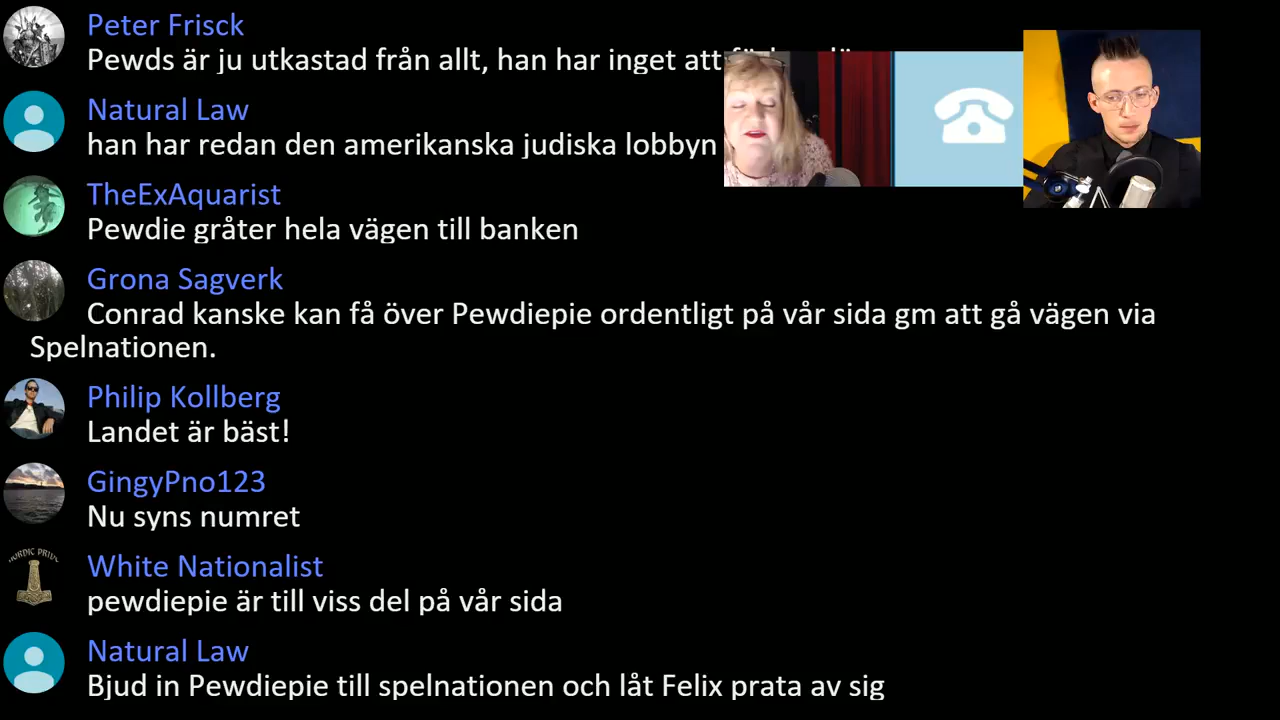 Peter Frisck
Pewds är ju utkastad från allt, han har inget att
Natural Law
han har redan den amerikanska judiska lobbyn
TheExAquarist
Pewdie gråter hela vägen till banken
Grona Sagverk
Conrad kanske kan få över Pewdiepie ordentligt på vår sida gm att gå vägen via
Spelnationen.
Philip Kollberg
Landet är bäst!
GingyPno123
Nu syns numret
White Nationalist
pewdiepie är till viss del på vår sida
Natural Law
Bjud in Pewdiepie till spelnationen och låt Felix prata av sig